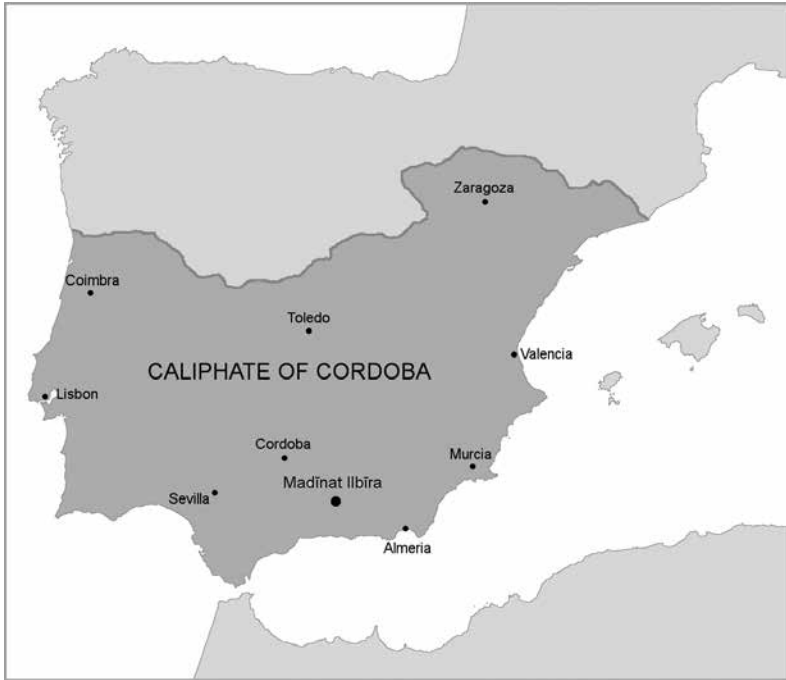 Zaragoza
Coimbra
Toledo
Valencia
CALIPHATE OF CORDOBA
Lisbon
Cordoba
Murcia
Madīnat Ilbīra
Sevilla
Almeria